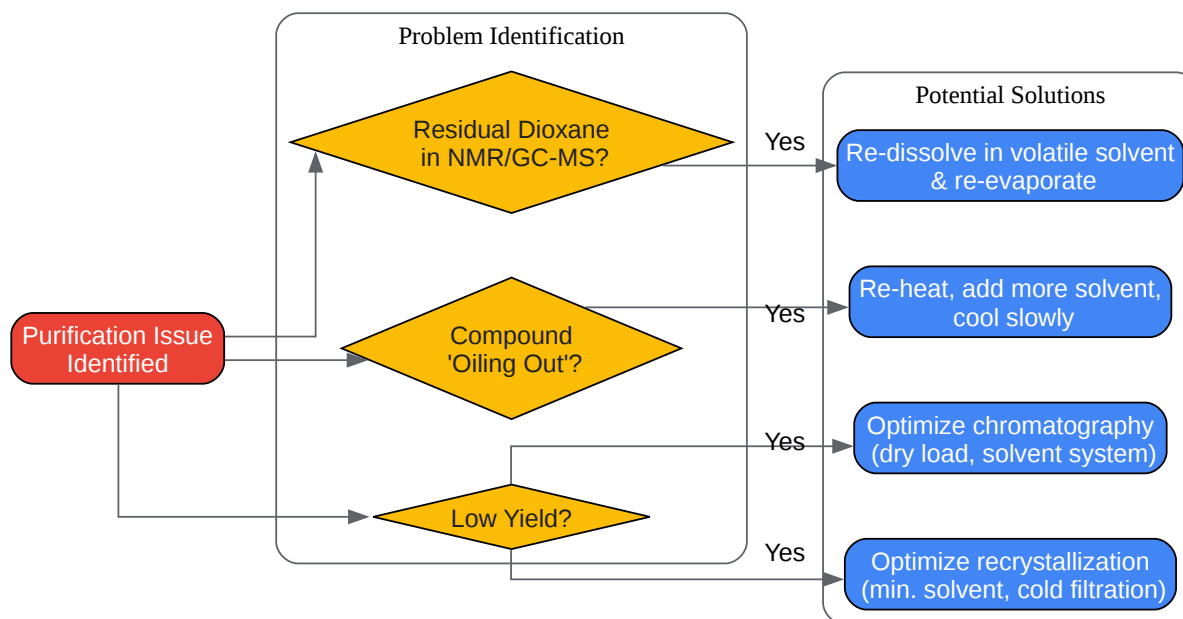 Problem Identification
Potential Solutions
Residual Dioxane
in NMR/GC-MS?
Yes
Re-dissolve in volatile solvent
& re-evaporate
Purification Issue
Identified
Compound
'Oiling Out'?
Yes
Re-heat, add more solvent,
cool slowly
Low Yield?
Yes
Optimize chromatography
(dry load, solvent system)
Yes
Optimize recrystallization
(min. solvent, cold filtration)